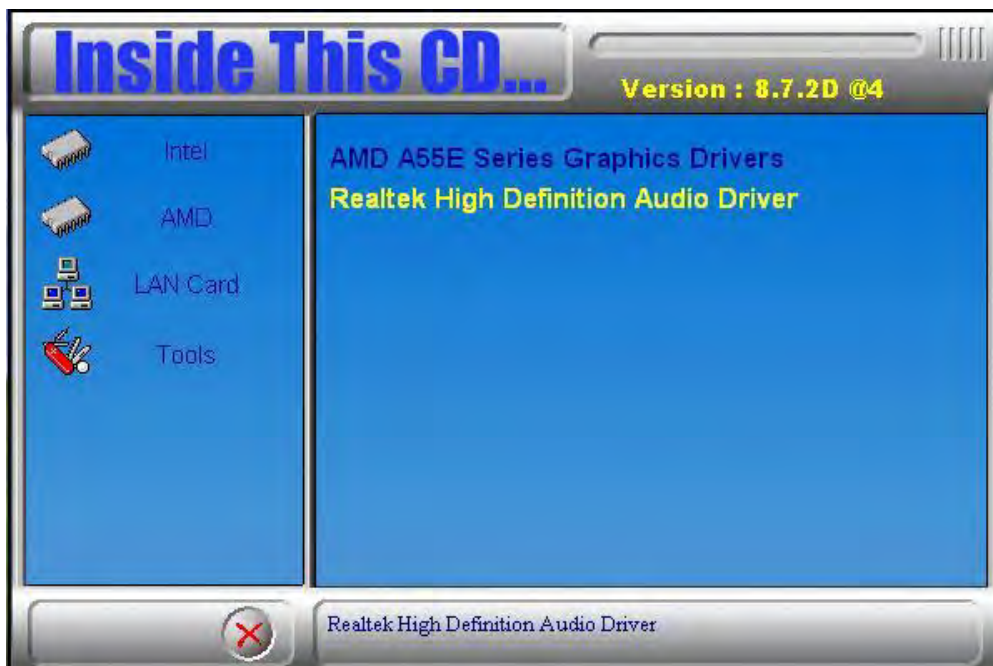 Inside This CD...
Version : 8.7.2D @4
Intel
AMD
LAN Card
Tools
AMD A55E Series Graphics Drivers
Realtek High Definition Audio Driver
Realtek High Definition Audio Driver